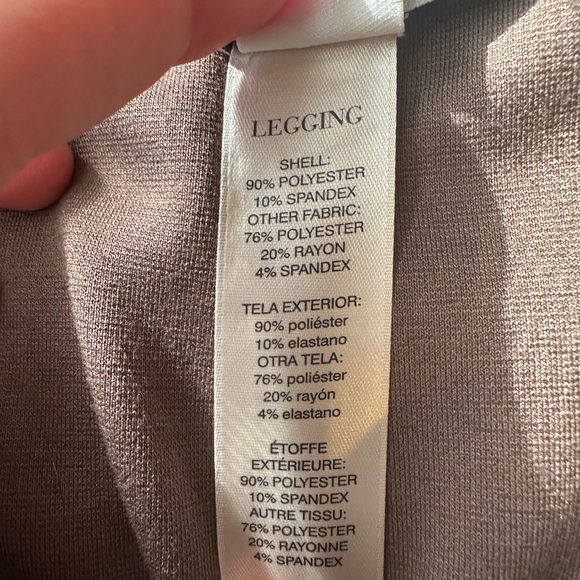 LEGGING
SHELL:
90% POLYESTER
10% SPANDEX
OTHER FABRIC:
76% POLYESTER
20% RAYON
4% SPANDEX
TELA EXTERIOR:
90% poliéster
10% elastano
OTRA TELA:
76% poliéster
20% rayón
4% elastano
ÉTOFFE
EXTÉRIEURE:
90% POLYESTER
10% SPANDEX
AUTRE TISSU:
76% POLYESTER
20% RAYONNE
4% SPANDEX